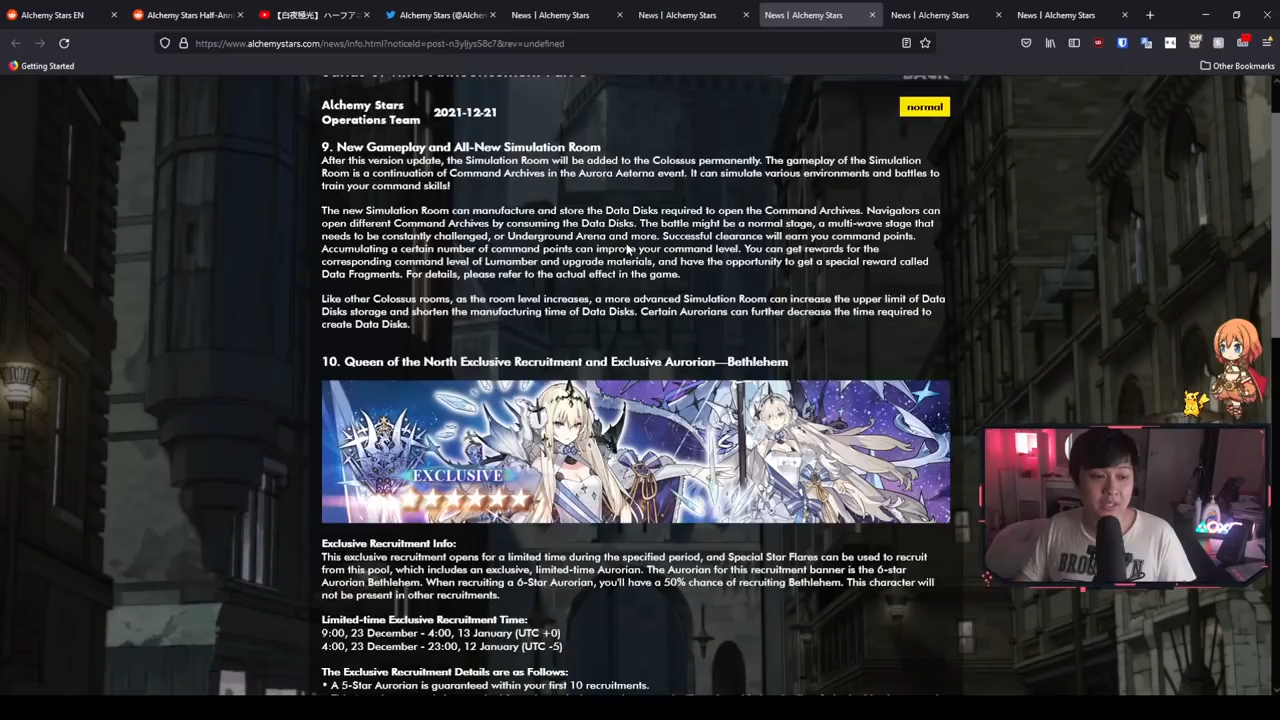 Alchemy Stars EN
Alchemy Stars Half-Anni
【白夜極光】ハーフアニ
Alchemy Stars (@Alchem
News | Alchemy Stars
News | Alchemy Stars
News | Alchemy Stars
News | Alchemy Stars
News | Alchemy Stars
https://www.alchemystars.com/news/info.html?noticeId=post-n3yljys58c7&rev=undefined
Off
Getting Started
Other Bookmarks
BACK
Alchemy Stars
Operations Team
2021-12-21
normal
9. New Gameplay and All-New Simulation Room
After this version update, the Simulation Room will be added to the Colossus permanently. The gameplay of the Simulation
Room is a continuation of Command Archives in the Aurora Aeterna event. It can simulate various environments and battles to
train your command skills!
The new Simulation Room can manufacture and store the Data Disks required to open the Command Archives. Navigators can
open different Command Archives by consuming the Data Disks. The battle might be a normal stage, a multi-wave stage that
needs to be constantly challenged, or Underground Arena and more. Successful clearance will earn you command points.
Accumulating a certain number of command points can improve your command level. You can get rewards for the
corresponding command level of Lumamber and upgrade materials, and have the opportunity to get a special reward called
Data Fragments. For details, please refer to the actual effect in the game.
Like other Colossus rooms, as the room level increases, a more advanced Simulation Room can increase the upper limit of Data
Disks storage and shorten the manufacturing time of Data Disks. Certain Aurorians can further decrease the time required to
create Data Disks.
10. Queen of the North Exclusive Recruitment and Exclusive Aurorian—Bethlehem
EXCLUSIVE
Exclusive Recruitment Info:
This exclusive recruitment opens for a limited time during the specified period, and Special Star Flares can be used to recruit
from this pool, which includes an exclusive, limited-time Aurorian. The Aurorian for this recruitment banner is the 6-star
Aurorian Bethlehem. When recruiting a 6-Star Aurorian, you'll have a 50% chance of recruiting Bethlehem. This character will
not be present in other recruitments.
Limited-time Exclusive Recruitment Time:
9:00, 23 December - 4:00, 13 January (UTC +0)
4:00, 23 December - 23:00, 12 January (UTC -5)
The Exclusive Recruitment Details are as Follows:
• A 5-Star Aurorian is guaranteed within your first 10 recruitments.